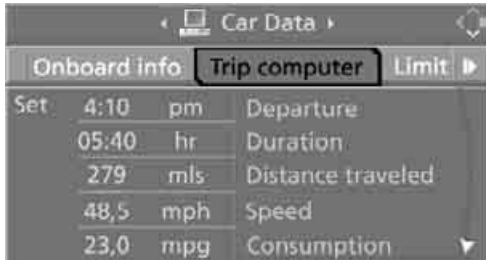 Car Data
Onboard info Trip computer Limit
Set 4:10 pm Departure
05:40 hr Duration
279 mls Distance traveled
48,5 mph Speed
23,0 mpg Consumption